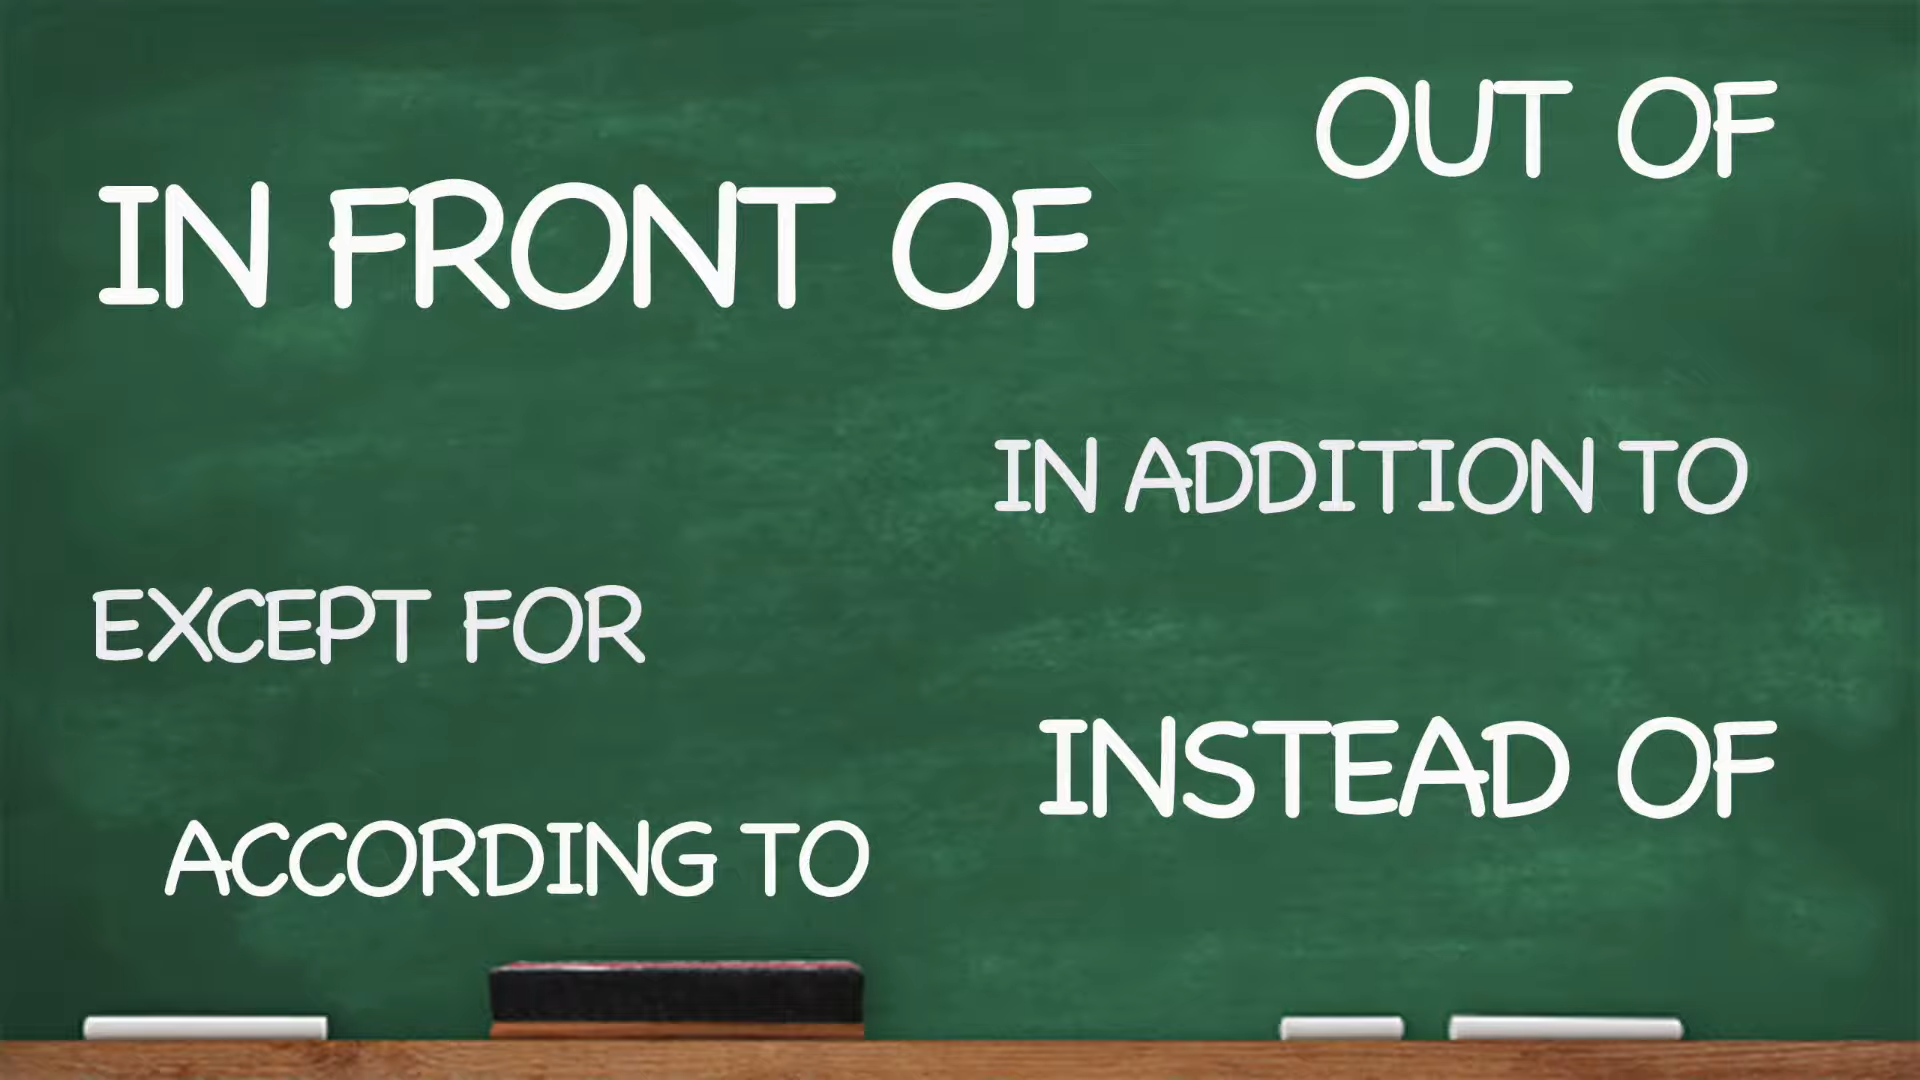 OUT OF
IN FRONT OF
IN ADDITION TO
EXCEPT FOR
INSTEAD OF
ACCORDING TO